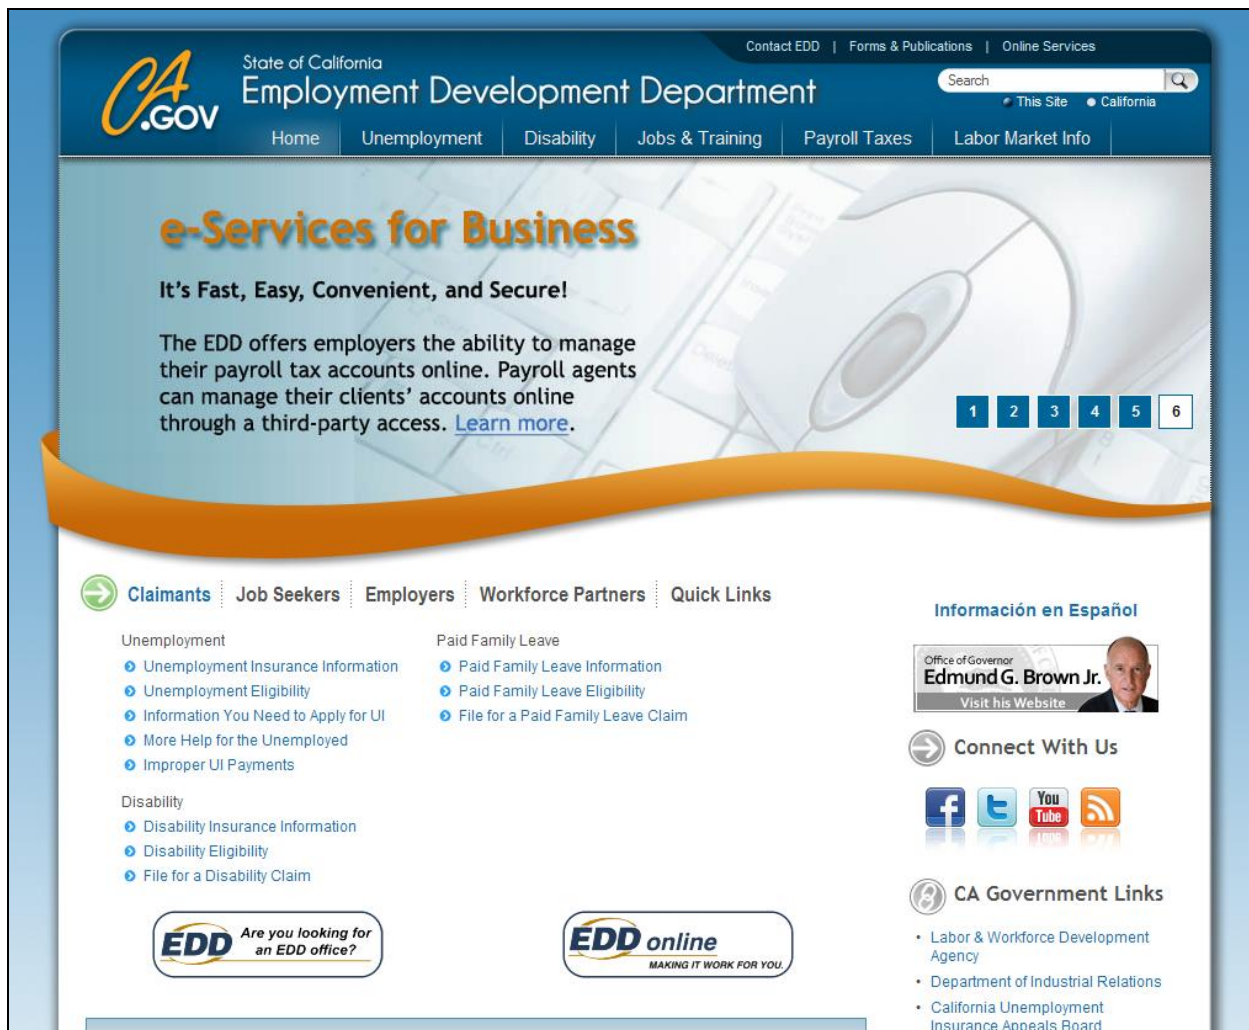 Contact EDD | Forms & Publications | Online Services
CA.GOV
State of California
Employment Development Department
Search
This Site California
Home Unemployment Disability Jobs & Training Payroll Taxes Labor Market Info
e-Services for Business
It's Fast, Easy, Convenient, and Secure!
The EDD offers employers the ability to manage
their payroll tax accounts online. Payroll agents
can manage their clients' accounts online
through a third-party access. Learn more.
1 2 3 4 5 6
Claimants Job Seekers Employers Workforce Partners Quick Links
Unemployment
Unemployment Insurance Information
Unemployment Eligibility
Information You Need to Apply for UI
More Help for the Unemployed
Improper UI Payments
Paid Family Leave
Paid Family Leave Information
Paid Family Leave Eligibility
File for a Paid Family Leave Claim
Disability
Disability Insurance Information
Disability Eligibility
File for a Disability Claim
EDD Are you looking for
an EDD office?
EDD online
MAKING IT WORK FOR YOU.
Información en Español
Office of Governor
Edmund G. Brown Jr.
Visit his Website
Connect With Us
You
Tube
CA Government Links
Labor & Workforce Development
Agency
Department of Industrial Relations
California Unemployment
Insurance Appeals Board